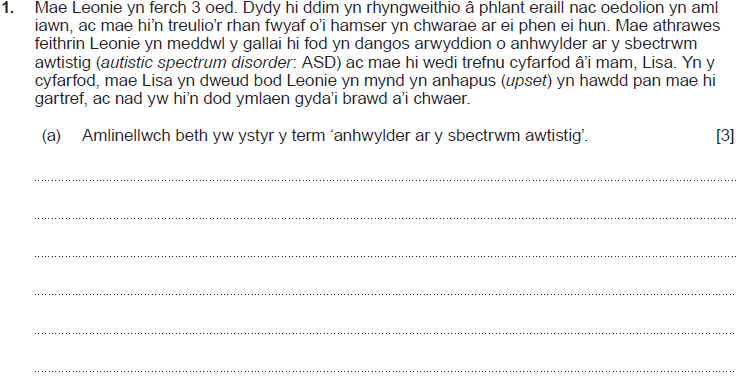 1. Mae Leonie yn ferch 3 oed. Dydy hi ddim yn rhyngweithio â phlant eraill nac oedolion yn aml
iawn, ac mae hi'n treulio'r rhan fwyaf o'i hamser yn chwarae ar ei phen ei hun. Mae athrawes
feithrin Leonie yn meddwl y gallai hi fod yn dangos arwyddion o anhwylder ar y sbectrwm
awtistig (autistic spectrum disorder: ASD) ac mae hi wedi trefnu cyfarfod â'i mam, Lisa. Yn y
cyfarfod, mae Lisa yn dweud bod Leonie yn mynd yn anhapus (upset) yn hawdd pan mae hi
gartref, ac nad yw hi'n dod ymlaen gyda'i brawd a'i chwaer.
(a) Amlinellwch beth yw ystyr y term 'anhwylder ar y sbectrwm awtistig'. [3]